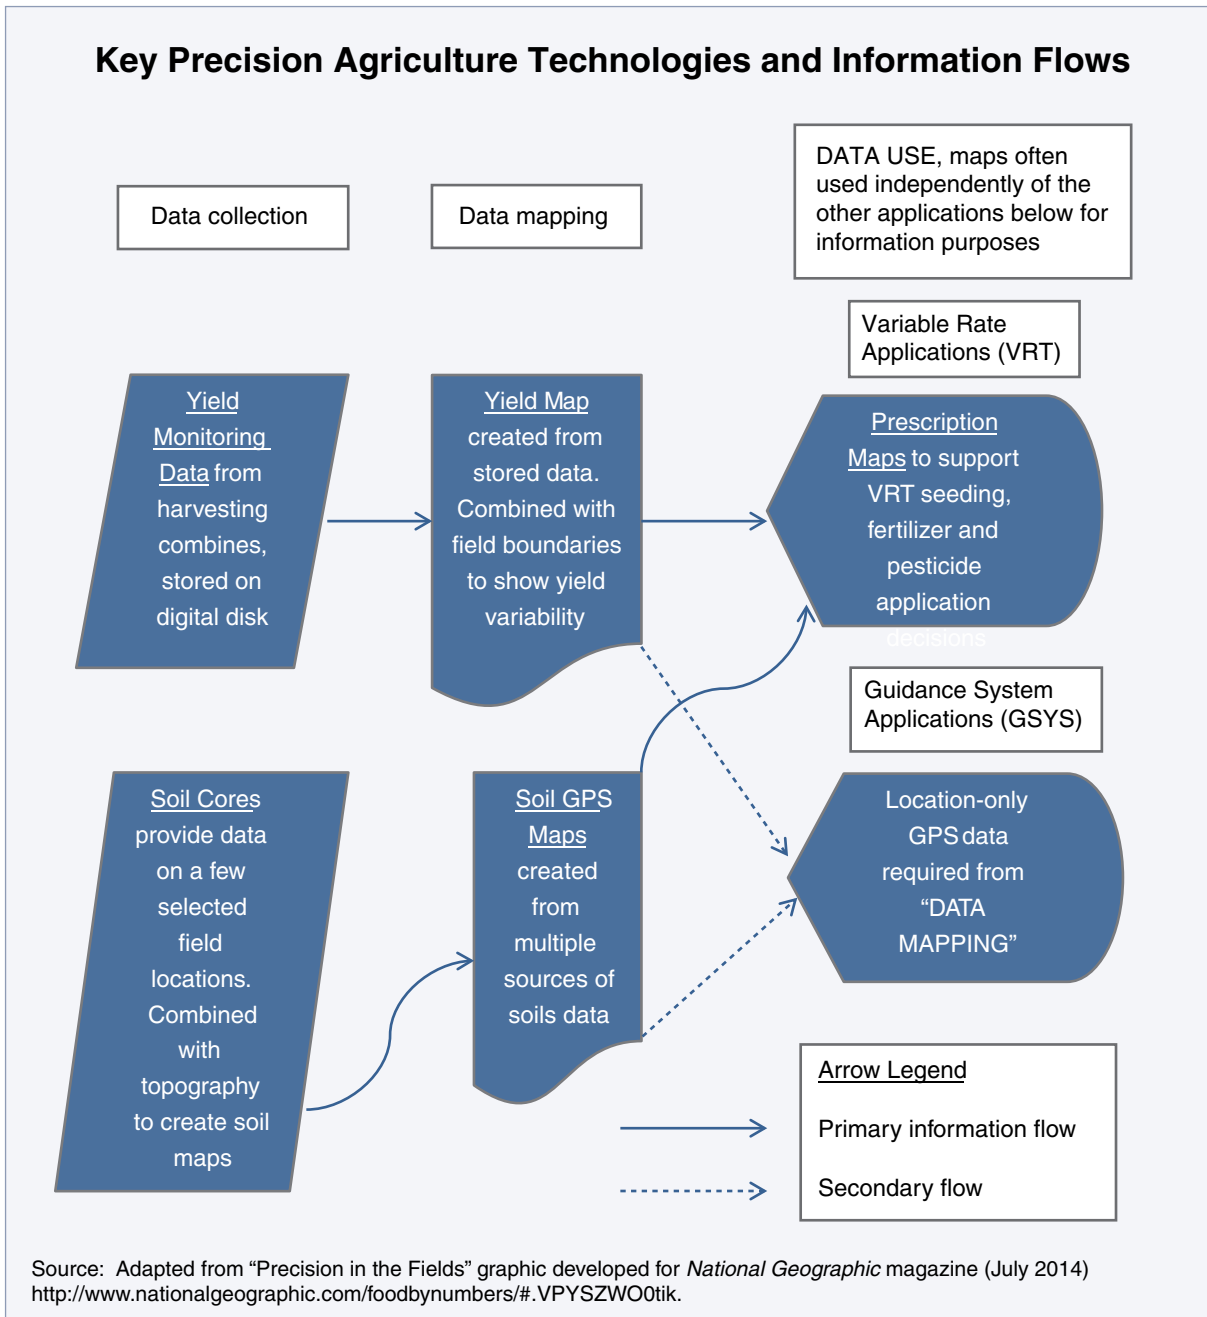 Key Precision Agriculture Technologies and Information Flows
Data collection
Data mapping
DATA USE, maps often
used independently of the
other applications below for
information purposes
Variable Rate
Applications (VRT)
Yield
Monitoring
Data from
harvesting
combines,
stored on
digital disk
Yield Map
created from
stored data.
Combined with
field boundaries
to show yield
variability
Prescription
Maps to support
VRT seeding,
fertilizer and
pesticide
application
decisions
Guidance System
Applications (GSYS)
Soil Cores
provide data
on a few
selected
field
locations.
Combined
with
topography
to create soil
maps
Soil GPS
Maps
created
from
multiple
sources of
soils data
Location-only
GPS data
required from
“DATA
MAPPING”
Arrow Legend
Primary information flow
Secondary flow
Source: Adapted from “Precision in the Fields” graphic developed for National Geographic magazine (July 2014)
http://www.nationalgeographic.com/foodbynumbers/#.VPYSZWO0tik.